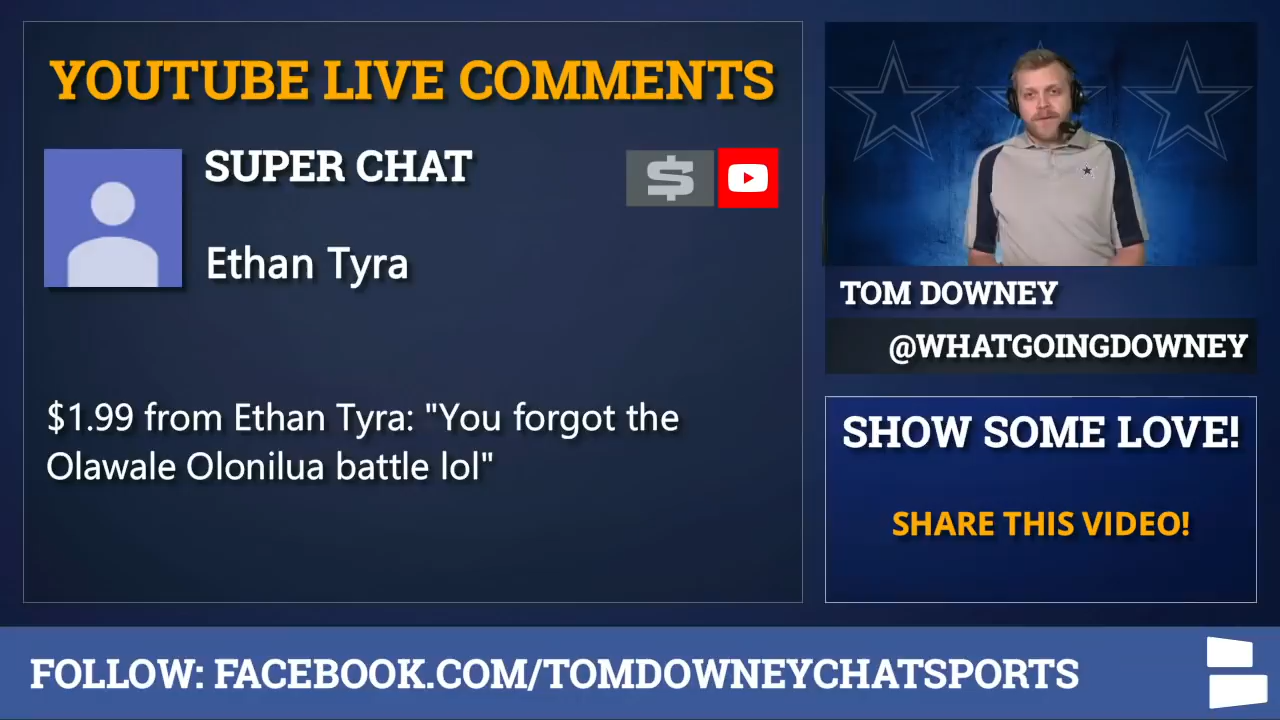 YOUTUBE LIVE COMMENTS
SUPER CHAT
Ethan Tyra
$1.99 from Ethan Tyra: "You forgot the
Olawale Olonilua battle lol"
TOM DOWNEY
@WHATGOINGDOWNEY
SHOW SOME LOVE!
SHARE THIS VIDEO!
FOLLOW: FACEBOOK.COM/TOMDOWNEYCHATSPORTS